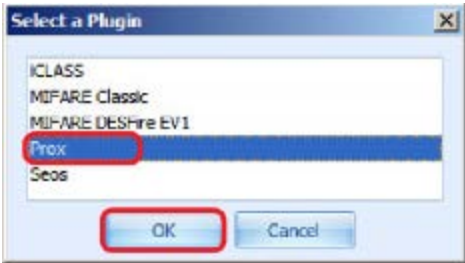 Select a Plugin
iCLASS
MIFARE Classic
MIFARE DESFire EV1
Prox
Seos
OK
Cancel